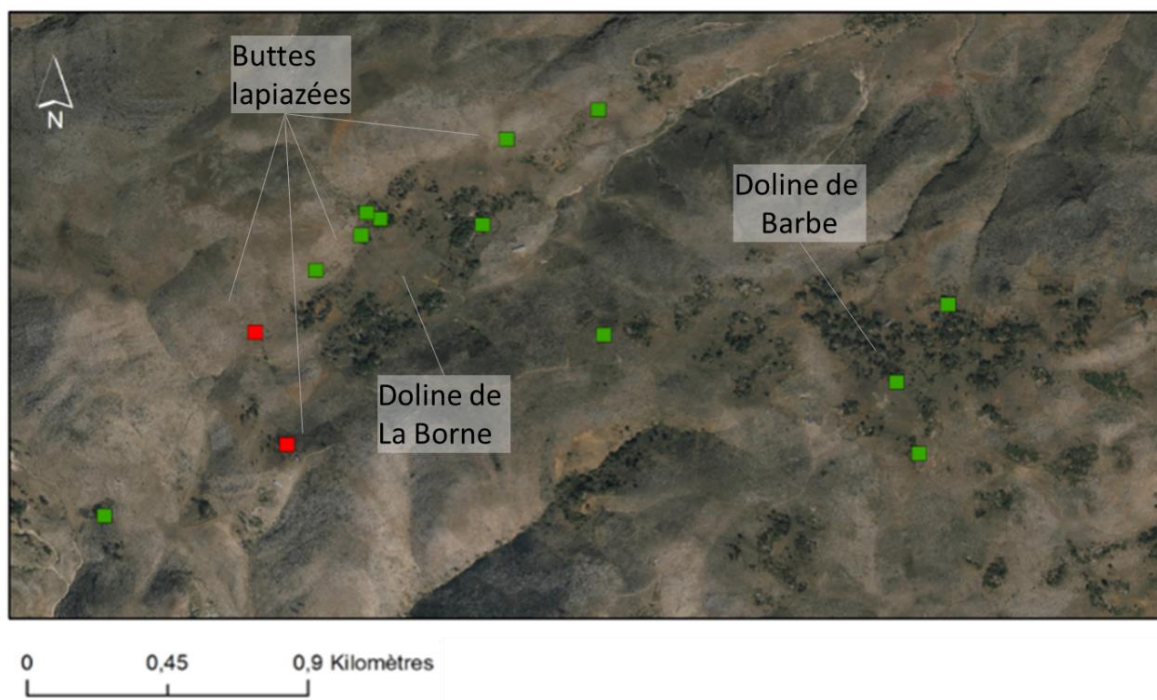 Buttes
lapiazées
N
Doline de
Barbe
Doline de
La Borne
0 0,45 0,9 Kilomètres